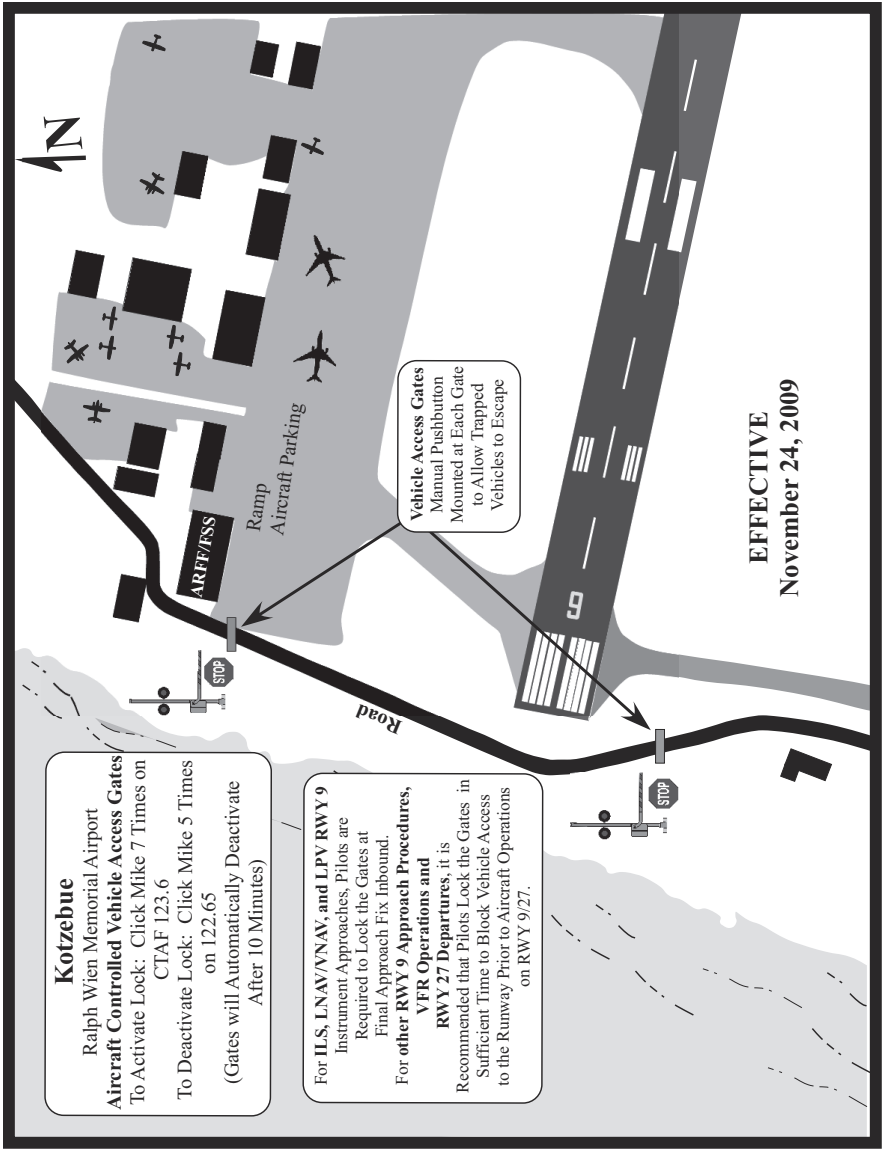 Kotzebue
Ralph Wien Memorial Airport
Aircraft Controlled Vehicle Access Gates
To Activate Lock: Click Mike 7 Times on
CTAF 123.6
To Deactivate Lock: Click Mike 5 Times
on 122.65
(Gates will Automatically Deactivate
After 10 Minutes)
For ILS, LNAV/VNAV, and LPV RWY 9
Instrument Approaches, Pilots are
Required to Lock the Gates at
Final Approach Fix Inbound.
For other RWY 9 Approach Procedures,
VFR Operations and
RWY 27 Departures, it is
Recommended that Pilots Lock the Gates in
Sufficient Time to Block Vehicle Access
to the Runway Prior to Aircraft Operations
on RWY 9/27.
STOP
STOP
Road
ARFF/FSS
Ramp
Aircraft Parking
Vehicle Access Gates
Manual Pushbutton
Mounted at Each Gate
to Allow Trapped
Vehicles to Escape
9
N
EFFECTIVE
November 24, 2009